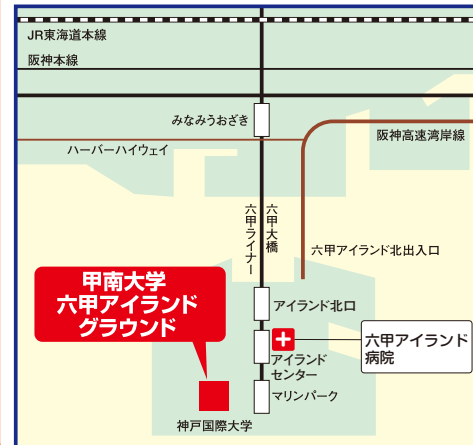 JR東海道本線
阪神本線
みなみうおざき
ハーバーハイウェイ
阪神高速湾岸線
六甲ライナー
六甲大橋
六甲アイランド北出入口
甲南大学
六甲アイランド
グラウンド
アイランド北口
六甲アイランド
病院
アイランド
センター
マリンパーク
神戸国際大学